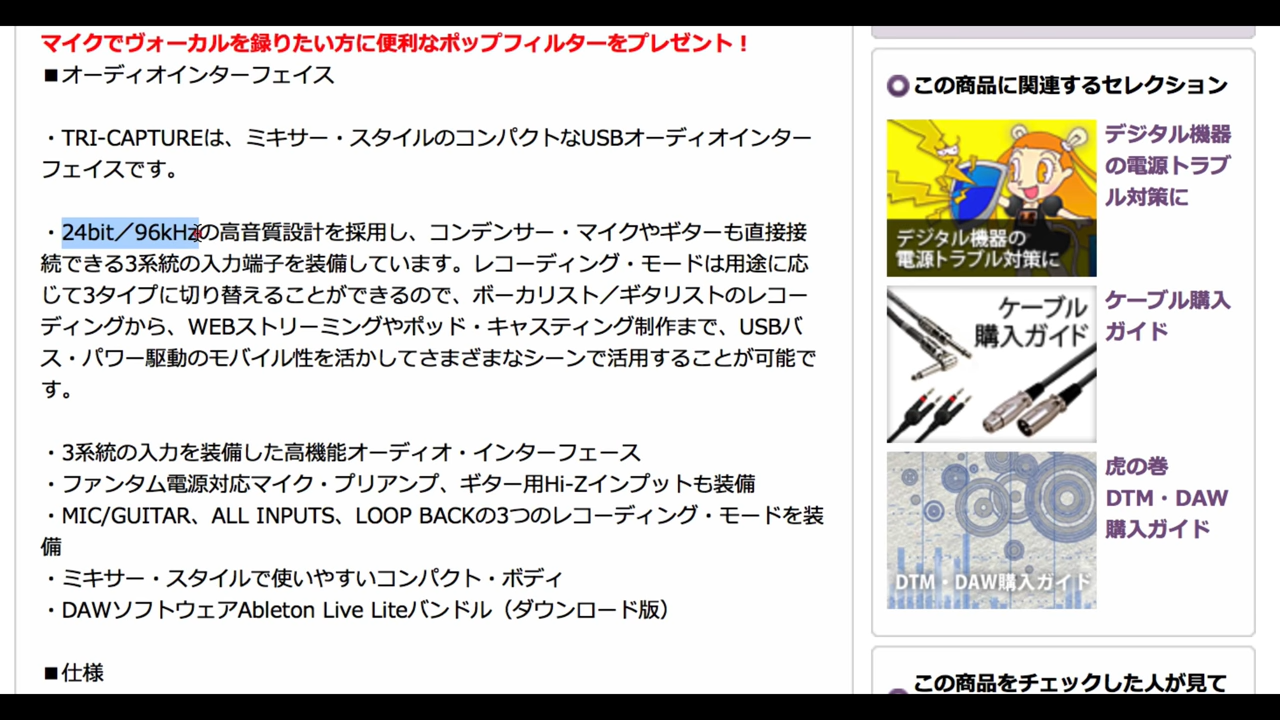 マイクでヴォーカルを録りたい方に便利なポップフィルターをプレゼント！
■オーディオインターフェイス
・TRI-CAPTUREは、ミキサー・スタイルのコンパクトなUSBオーディオインター
フェイスです。
・24bit／96kHzの高音質設計を採用し、コンデンサー・マイクやギターも直接接
続できる3系統の入力端子を装備しています。レコーディング・モードは用途に応
じて3タイプに切り替えることができるので、ボーカリスト／ギタリストのレコー
ディングから、WEBストリーミングやポッド・キャスティング制作まで、USBバ
ス・パワー駆動のモバイル性を活かしてさまざまなシーンで活用することが可能で
す。
・3系統の入力を装備した高機能オーディオ・インターフェース
・ファンタム電源対応マイク・プリアンプ、ギター用Hi-Zインプットも装備
・MIC/GUITAR、ALL INPUTS、LOOP BACKの3つのレコーディング・モードを装
備
・ミキサー・スタイルで使いやすいコンパクト・ボディ
・DAWソフトウェアAbleton Live Liteバンドル（ダウンロード版）
■仕様
この商品に関連するセレクション
デジタル機器の
電源トラブル対策に
デジタル機器
の電源トラブ
ル対策に
ケーブル
購入ガイド
ケーブル購入
ガイド
DTM・DAW購入ガイド
虎の巻
DTM・DAW
購入ガイド
この商品をチェックした人が見て